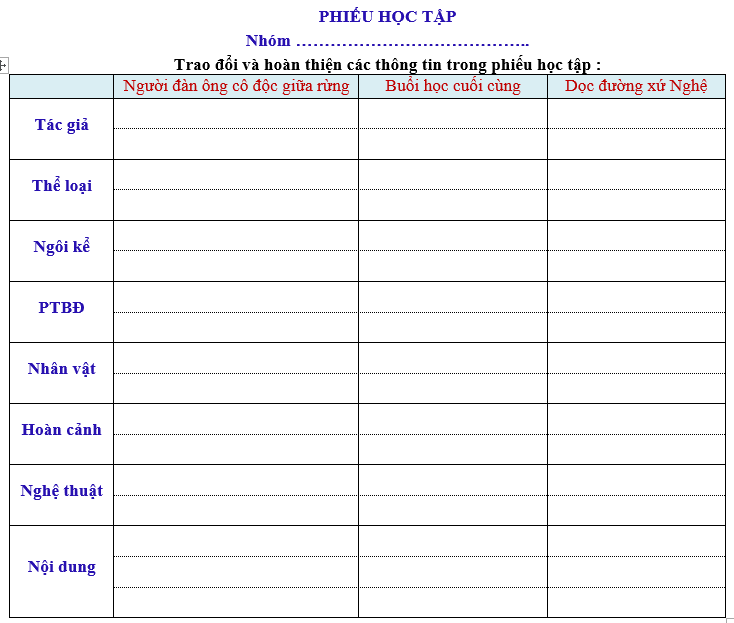 PHIẾU HỌC TẬP
Nhóm ……………………………………..
Trao đổi và hoàn thiện các thông tin trong phiếu học tập :
Người đàn ông cô độc giữa rừng Buổi học cuối cùng Dọc đường xứ Nghệ
Tác giả
Thể loại
Ngôi kể
PTBĐ
Nhân vật
Hoàn cảnh
Nghệ thuật
Nội dung